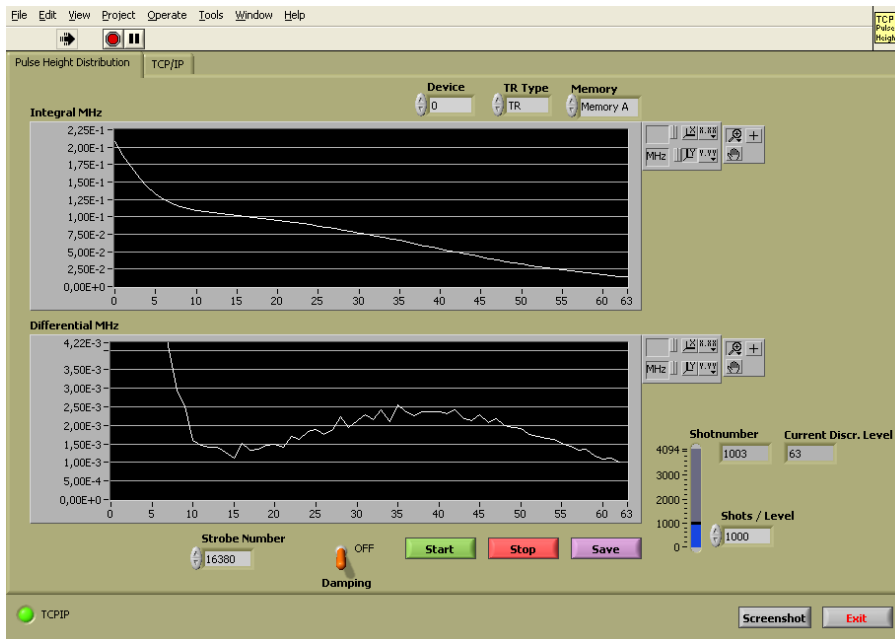 File Edit View Project Operate Tools Window Help
TCP
Pulse
Heigh
Pulse Height Distribution TCP/IP
Device TR Type Memory
0 TR Memory A
Integral MHz
2,25E-1
2,00E-1
1,75E-1
1,50E-1
1,25E-1
1,00E-1
7,50E-2
5,00E-2
2,50E-2
0,00E+0
0 5 10 15 20 25 30 35 40 45 50 55 60 63
X X.XX
MHz Y Y.YY
Differential MHz
4,22E-3
3,50E-3
3,00E-3
2,50E-3
2,00E-3
1,50E-3
1,00E-3
5,00E-4
0,00E+0
0 5 10 15 20 25 30 35 40 45 50 55 60 63
X X.XX
MHz Y Y.YY
Shotnumber Current Discr. Level
1003 63
4094
3000
2000
1000
0
Shots / Level
1000
Strobe Number
16380
OFF
Damping
Start Stop Save
TCPIP
Screenshot Exit